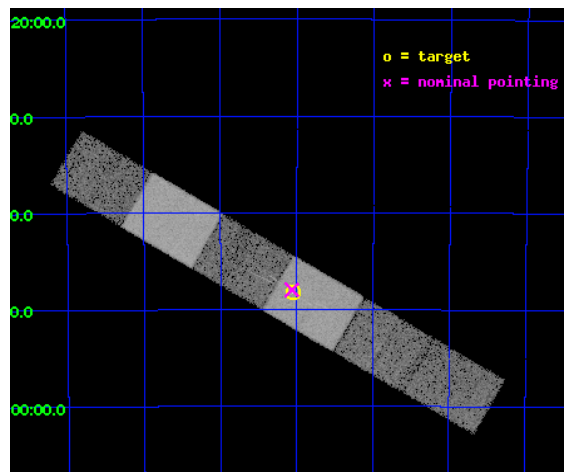 20:00.0
o = target
x = nominal pointing
0.0
0.0
0.0
00:00.0